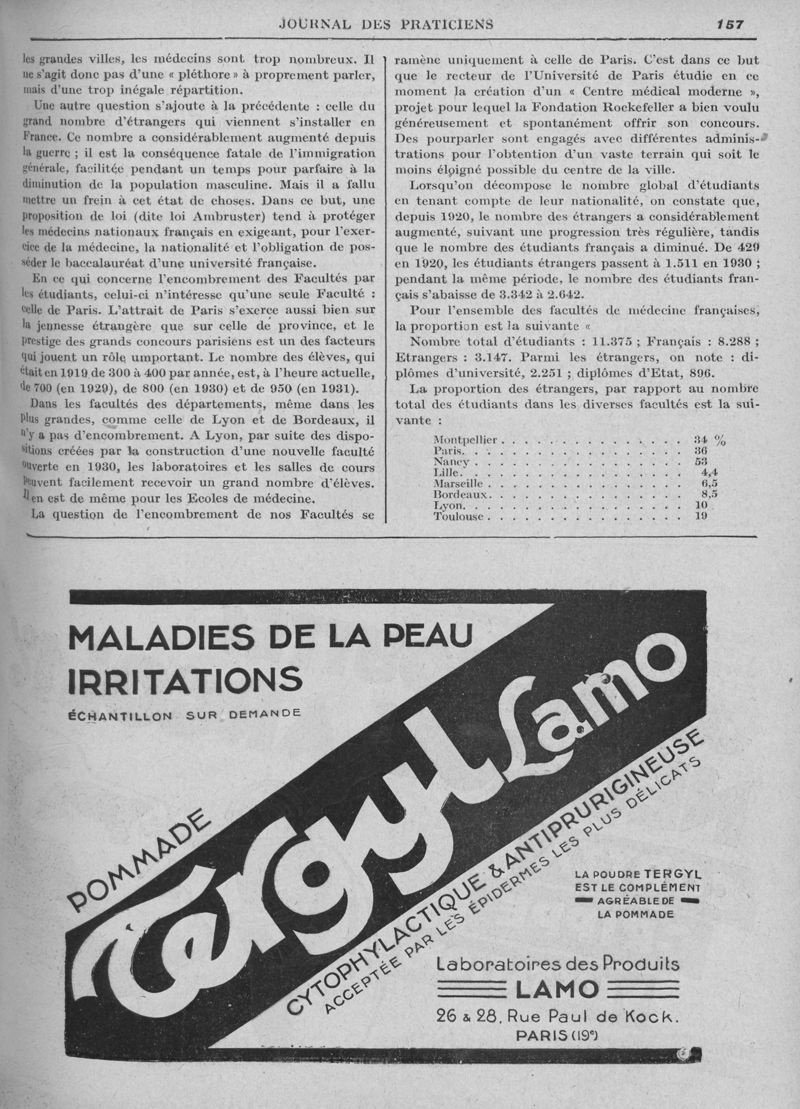 JOURNAL DES PRATICIENS
157
les grandes villes, les médecins sont trop nombreux. Il
ne s'agit donc pas d'une « pléthore » à proprement parler,
mais d'une trop inégale répartition.
Une autre question s'ajoute à la précédente : celle du
grand nombre d'étrangers qui viennent s'installer en
France. Ce nombre a considérablement augmenté depuis
la guerre ; il est la conséquence fatale de l'immigration
générale, facilitée pendant un temps pour parfaire à la
diminution de la population masculine. Mais il a fallu
mettre un frein à cet état de choses. Dans ce but, une
proposition de loi (dite loi Ambruster) tend à protéger
les médecins nationaux français en exigeant, pour l'exer-
cice de la médecine, la nationalité et l'obligation de pos-
séder le baccalauréat d'une université française.
En ce qui concerne l'encombrement des Facultés par
les étudiants, celui-ci n'intéresse qu'une seule Faculté :
celle de Paris. L'attrait de Paris s'exerce aussi bien sur
la jeunesse étrangère que sur celle de province, et le
prestige des grands concours parisiens est un des facteurs
qui jouent un rôle umportant. Le nombre des élèves, qui
était en 1919 de 300 à 400 par année, est, à l'heure actuelle,
de 700 (en 1929), de 800 (en 1930) et de 950 (en 1931).
Dans les facultés des départements, même dans les
plus grandes, comme celle de Lyon et de Bordeaux, il
n'y a pas d'encombrement. A Lyon, par suite des dispo-
sitions créées par la construction d'une nouvelle faculté
ouverte en 1930, les laboratoires et les salles de cours
peuvent facilement recevoir un grand nombre d'élèves.
Il en est de même pour les Ecoles de médecine.
La question de l'encombrement de nos Facultés se
ramène uniquement à celle de Paris. C'est dans ce but
que le recteur de l'Université de Paris étudie en ce
moment la création d'un « Centre médical moderne »,
projet pour lequel la Fondation Rockefeller a bien voulu
généreusement et spontanément offrir son concours.
Des pourparler sont engagés avec différentes adminis-
trations pour l'obtention d'un vaste terrain qui soit le
moins éloigné possible du centre de la ville.
Lorsqu'on décompose le nombre global d'étudiants
en tenant compte de leur nationalité, on constate que,
depuis 1920, le nombre des étrangers a considérablement
augmenté, suivant une progression très régulière, tandis
que le nombre des étudiants français a diminué. De 429
en 1920, les étudiants étrangers passent à 1.511 en 1930 ;
pendant la même période, le nombre des étudiants fran-
çais s'abaisse de 3.342 à 2.642.
Pour l'ensemble des facultés de médecine françaises,
la proportion est la suivante «
Nombre total d'étudiants : 11.375 ; Français : 8.288 ;
Etrangers : 3.147. Parmi les étrangers, on note : di-
plômes d'université, 2.251 ; diplômes d'Etat, 896.
La proportion des étrangers, par rapport au nombre
total des étudiants dans les diverses facultés est la sui-
vante :
Montpellier . . . . . . . . . . . . . . . . 34 %
Paris. . . . . . . . . . . . . . . . . . . 36
Nancy . . . . . . . . . . . . . . . . . . 53
Lille. . . . . . . . . . . . . . . . . . . 4,4
Marseille . . . . . . . . . . . . . . . . . 6,5
Bordeaux. . . . . . . . . . . . . . . . . 8,5
Lyon. . . . . . . . . . . . . . . . . . . 10
Toulouse . . . . . . . . . . . . . . . . . 19
MALADIES DE LA PEAU
IRRITATIONS
ÉCHANTILLON SUR DEMANDE
POMMADE
Tergyl Lamo
CYTOPHYLACTIQUE & ANTIPRURIGINEUSE
ACCEPTÉE PAR LES ÉPIDERMES LES PLUS DÉLICATS
LA POUDRE TERGYL
EST LE COMPLÉMENT
AGRÉABLE DE
LA POMMADE
Laboratoires des Produits
LAMO
26 & 28, Rue Paul de Kock.
PARIS (19e)